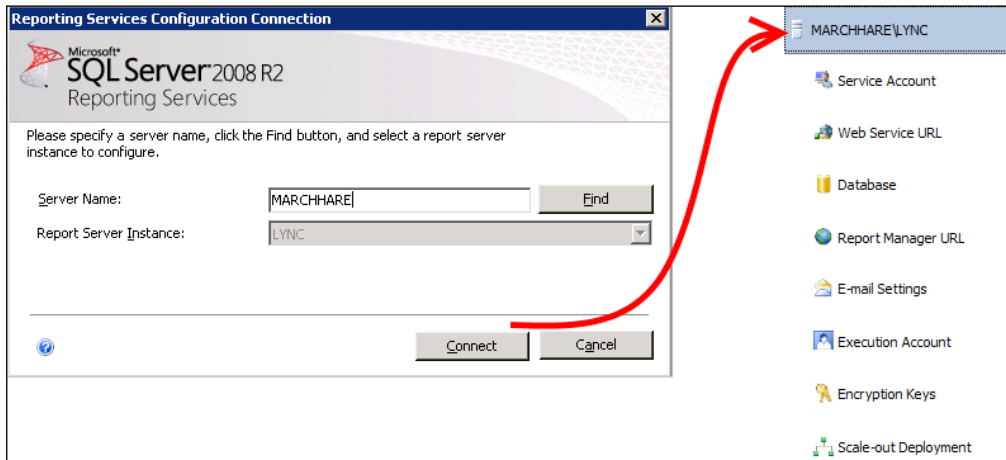 Reporting Services Configuration Connection
Microsoft®
SQL Server® 2008 R2
Reporting Services
Please specify a server name, click the Find button, and select a report server
instance to configure.
Server Name:
MARCHHARE
Find
Report Server Instance:
LYNC
Connect
Cancel
MARCHHARE\LYNC
Service Account
Web Service URL
Database
Report Manager URL
E-mail Settings
Execution Account
Encryption Keys
Scale-out Deployment